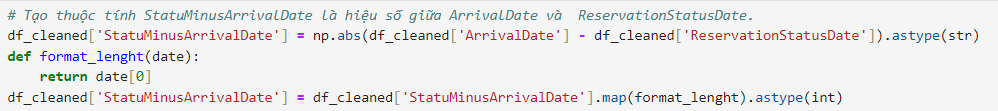 # Tạo thuộc tính StatuMinusArrivalDate là hiệu số giữa ArrivalDate và  ReservationStatusDate.
df_cleaned['StatuMinusArrivalDate'] = np.abs(df_cleaned['ArrivalDate'] - df_cleaned['ReservationStatusDate']).astype(str)
def format_lenght(date):
    return date[0]
df_cleaned['StatuMinusArrivalDate'] = df_cleaned['StatuMinusArrivalDate'].map(format_lenght).astype(int)